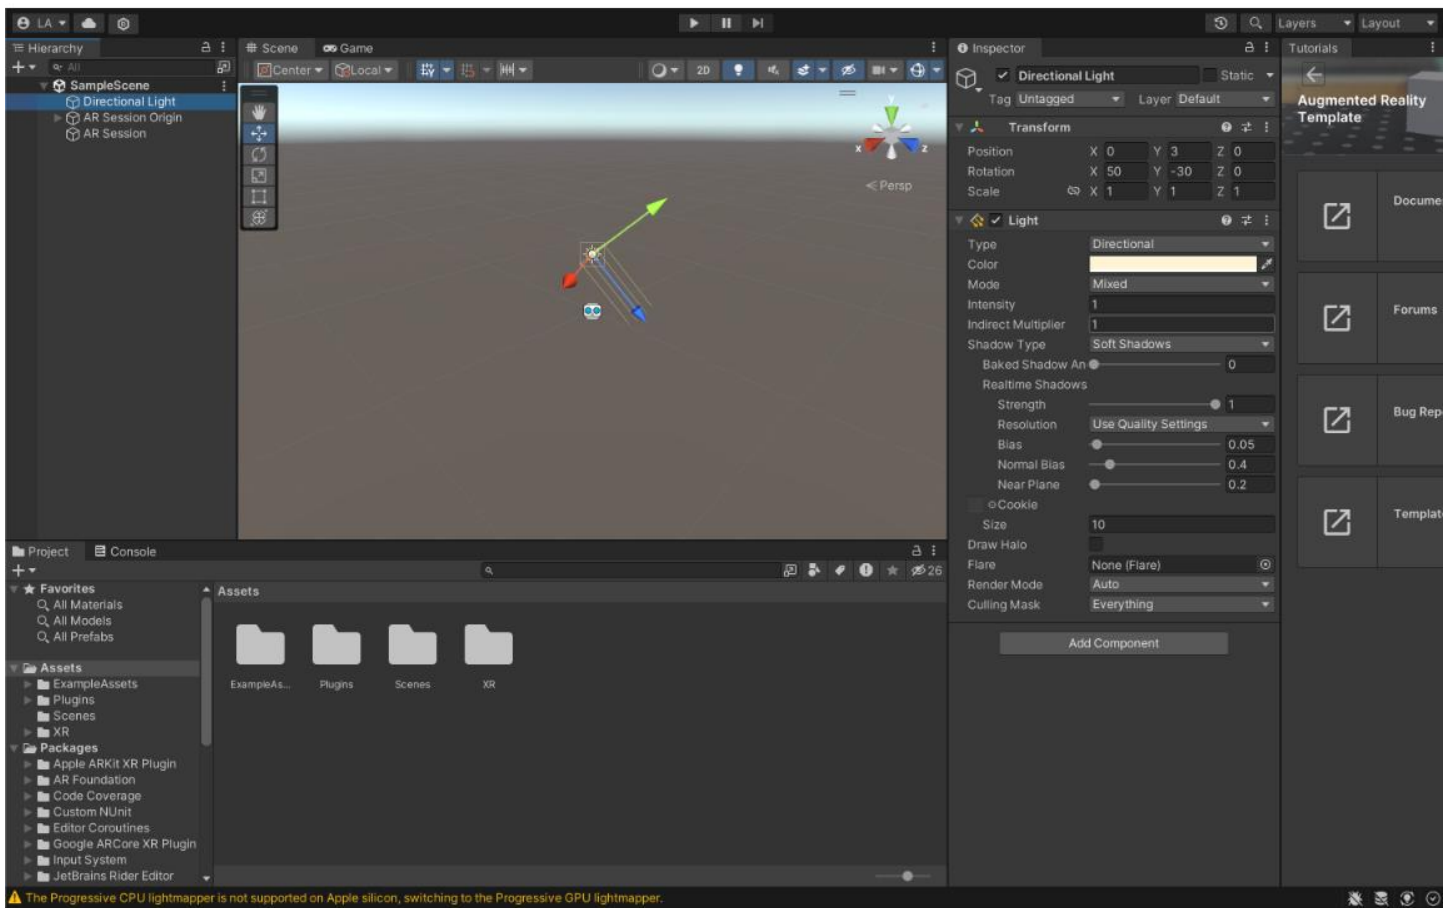 LA
Layers
Layout
Hierarchy
All
SampleScene
Directional Light
AR Session Origin
AR Session
Scene
Game
Center
Local
2D
y
x
z
Persp
Inspector
Directional Light
Static
Tag Untagged
Layer Default
Transform
Position X 0 Y 3 Z 0
Rotation X 50 Y -30 Z 0
Scale X 1 Y 1 Z 1
Light
Type Directional
Color
Mode Mixed
Intensity 1
Indirect Multiplier 1
Shadow Type Soft Shadows
Baked Shadow An 0
Realtime Shadows
Strength 1
Resolution Use Quality Settings
Bias 0.05
Normal Bias 0.4
Near Plane 0.2
Cookie
Size 10
Draw Halo
Flare None (Flare)
Render Mode Auto
Culling Mask Everything
Add Component
Tutorials
Augmented Reality
Template
Docume
Forums
Bug Rep
Templat
Project
Console
26
Favorites
All Materials
All Models
All Prefabs
Assets
ExampleAssets
Plugins
Scenes
XR
Packages
Apple ARKit XR Plugin
AR Foundation
Code Coverage
Custom NUnit
Editor Coroutines
Google ARCore XR Plugin
Input System
JetBrains Rider Editor
Assets
ExampleAs...
Plugins
Scenes
XR
The Progressive CPU lightmapper is not supported on Apple silicon, switching to the Progressive GPU lightmapper.